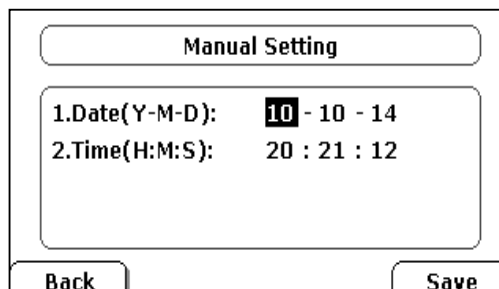 Manual Setting
1.Date(Y-M-D): 10 - 10 - 14
2.Time(H:M:S): 20 : 21 : 12
Back Save